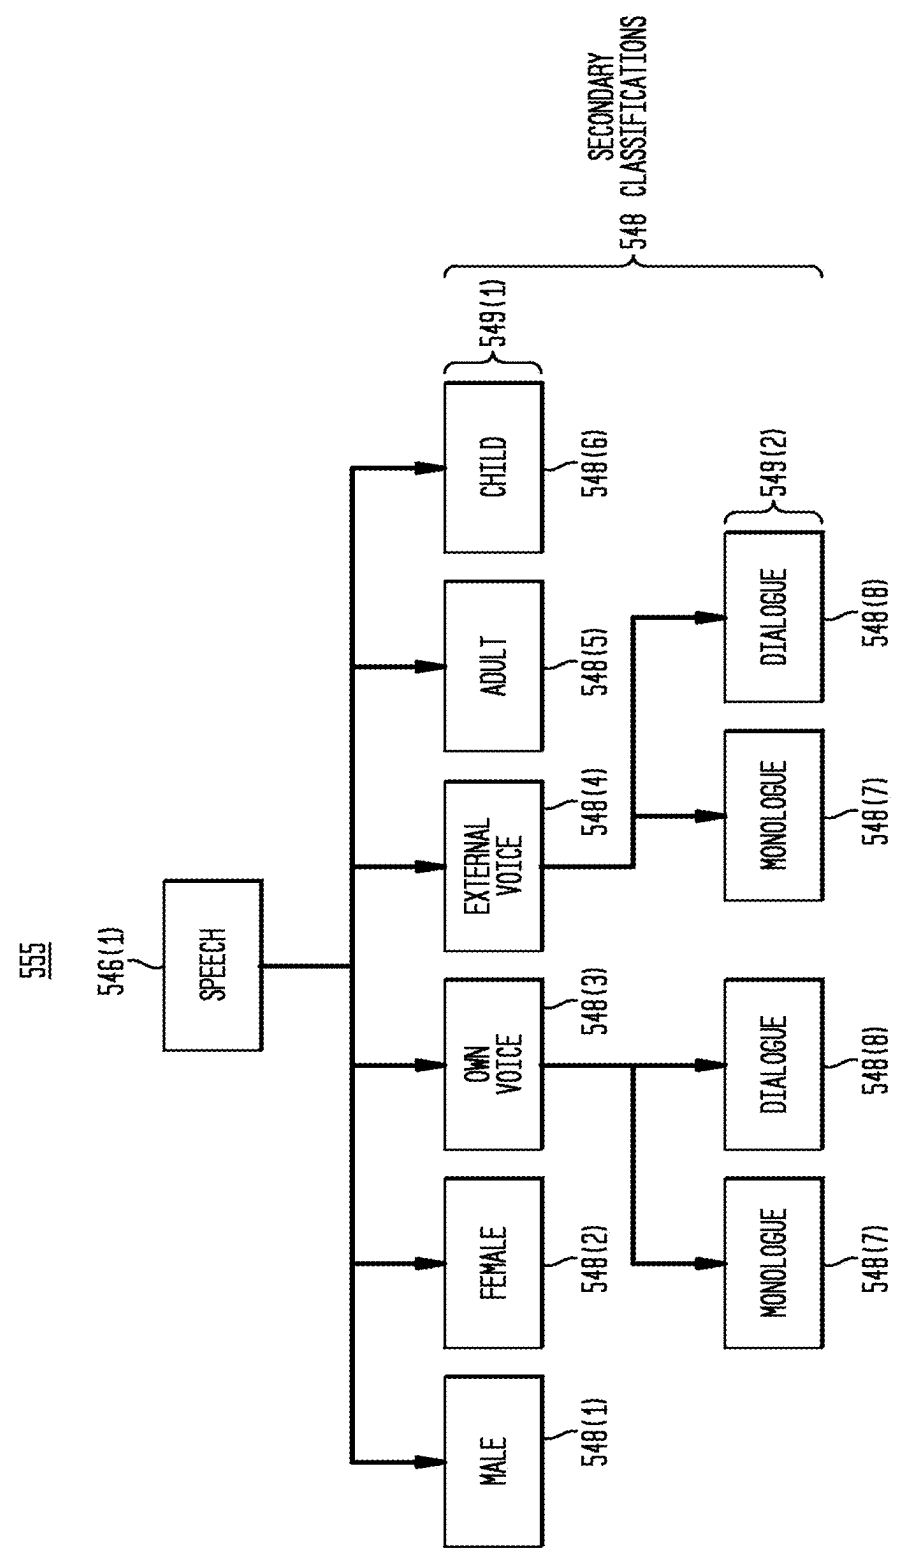 555
546(1)
SPEECH
MALE
548(1)
FEMALE
548(2)
OWN
VOICE
548(3)
EXTERNAL
VOICE
548(4)
ADULT
548(5)
CHILD
548(6)
549(1)
MONOLOGUE
548(7)
DIALOGUE
548(8)
MONOLOGUE
548(7)
DIALOGUE
548(8)
549(2)
SECONDARY
548 CLASSIFICATIONS